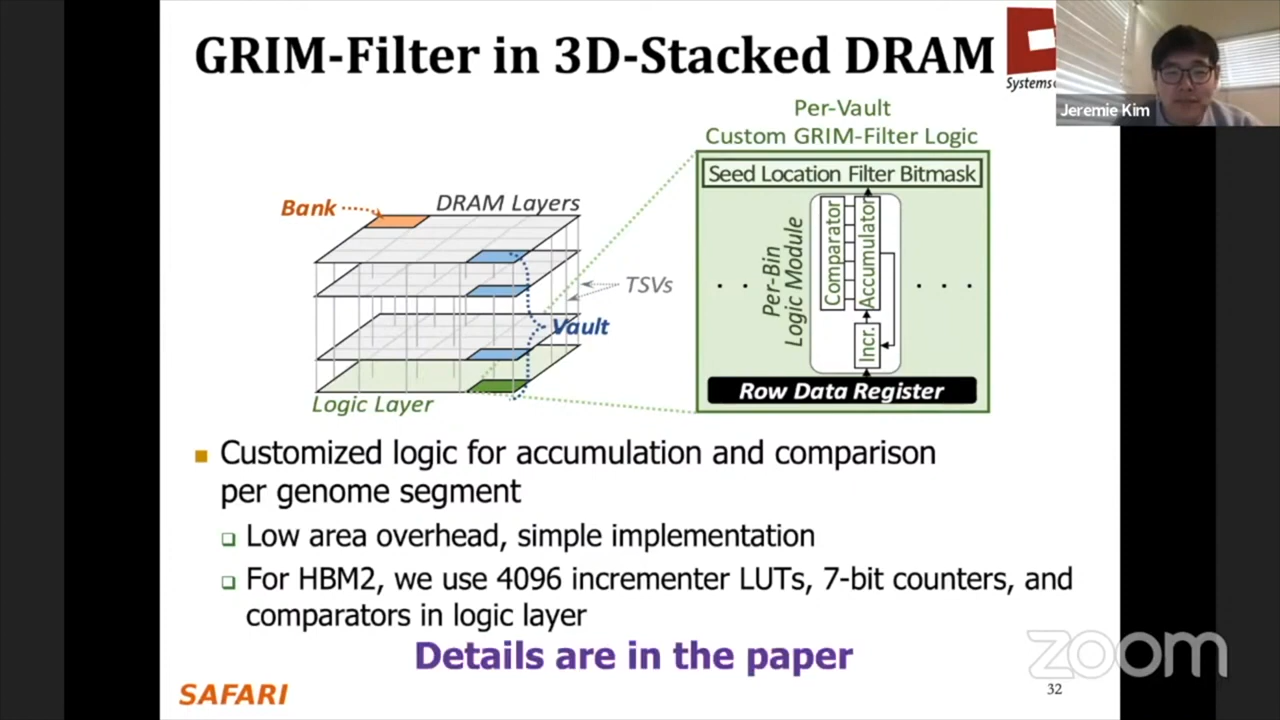 GRIM-Filter in 3D-Stacked DRAM
Systems
Jeremie Kim
Per-Vault
Custom GRIM-Filter Logic
Seed Location Filter Bitmask
Bank
DRAM Layers
TSVs
Vault
Logic Layer
Per-Bin
Logic Module
Comparator
Accumulator
Incr.
Row Data Register
Customized logic for accumulation and comparison
per genome segment
Low area overhead, simple implementation
For HBM2, we use 4096 incrementer LUTs, 7-bit counters, and
comparators in logic layer
Details are in the paper
zoom
SAFARI
32